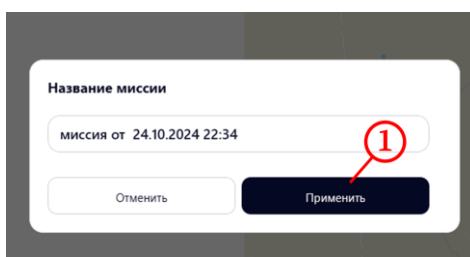 Название миссии
миссия от 24.10.2024 22:34
1
Отменить
Применить